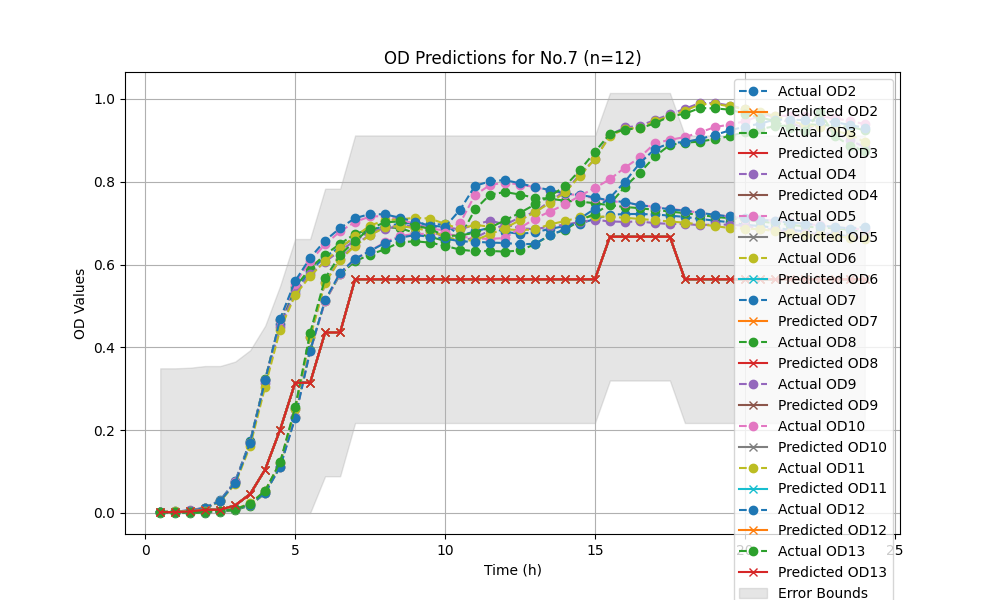 OD Predictions for No.7 (n=12)
OD Values
1.0
0.8
0.6
0.4
0.2
0.0
0
5
10
15
20
25
Time (h)
Actual OD2
Predicted OD2
Actual OD3
Predicted OD3
Actual OD4
Predicted OD4
Actual OD5
Predicted OD5
Actual OD6
Predicted OD6
Actual OD7
Predicted OD7
Actual OD8
Predicted OD8
Actual OD9
Predicted OD9
Actual OD10
Predicted OD10
Actual OD11
Predicted OD11
Actual OD12
Predicted OD12
Actual OD13
Predicted OD13
Error Bounds